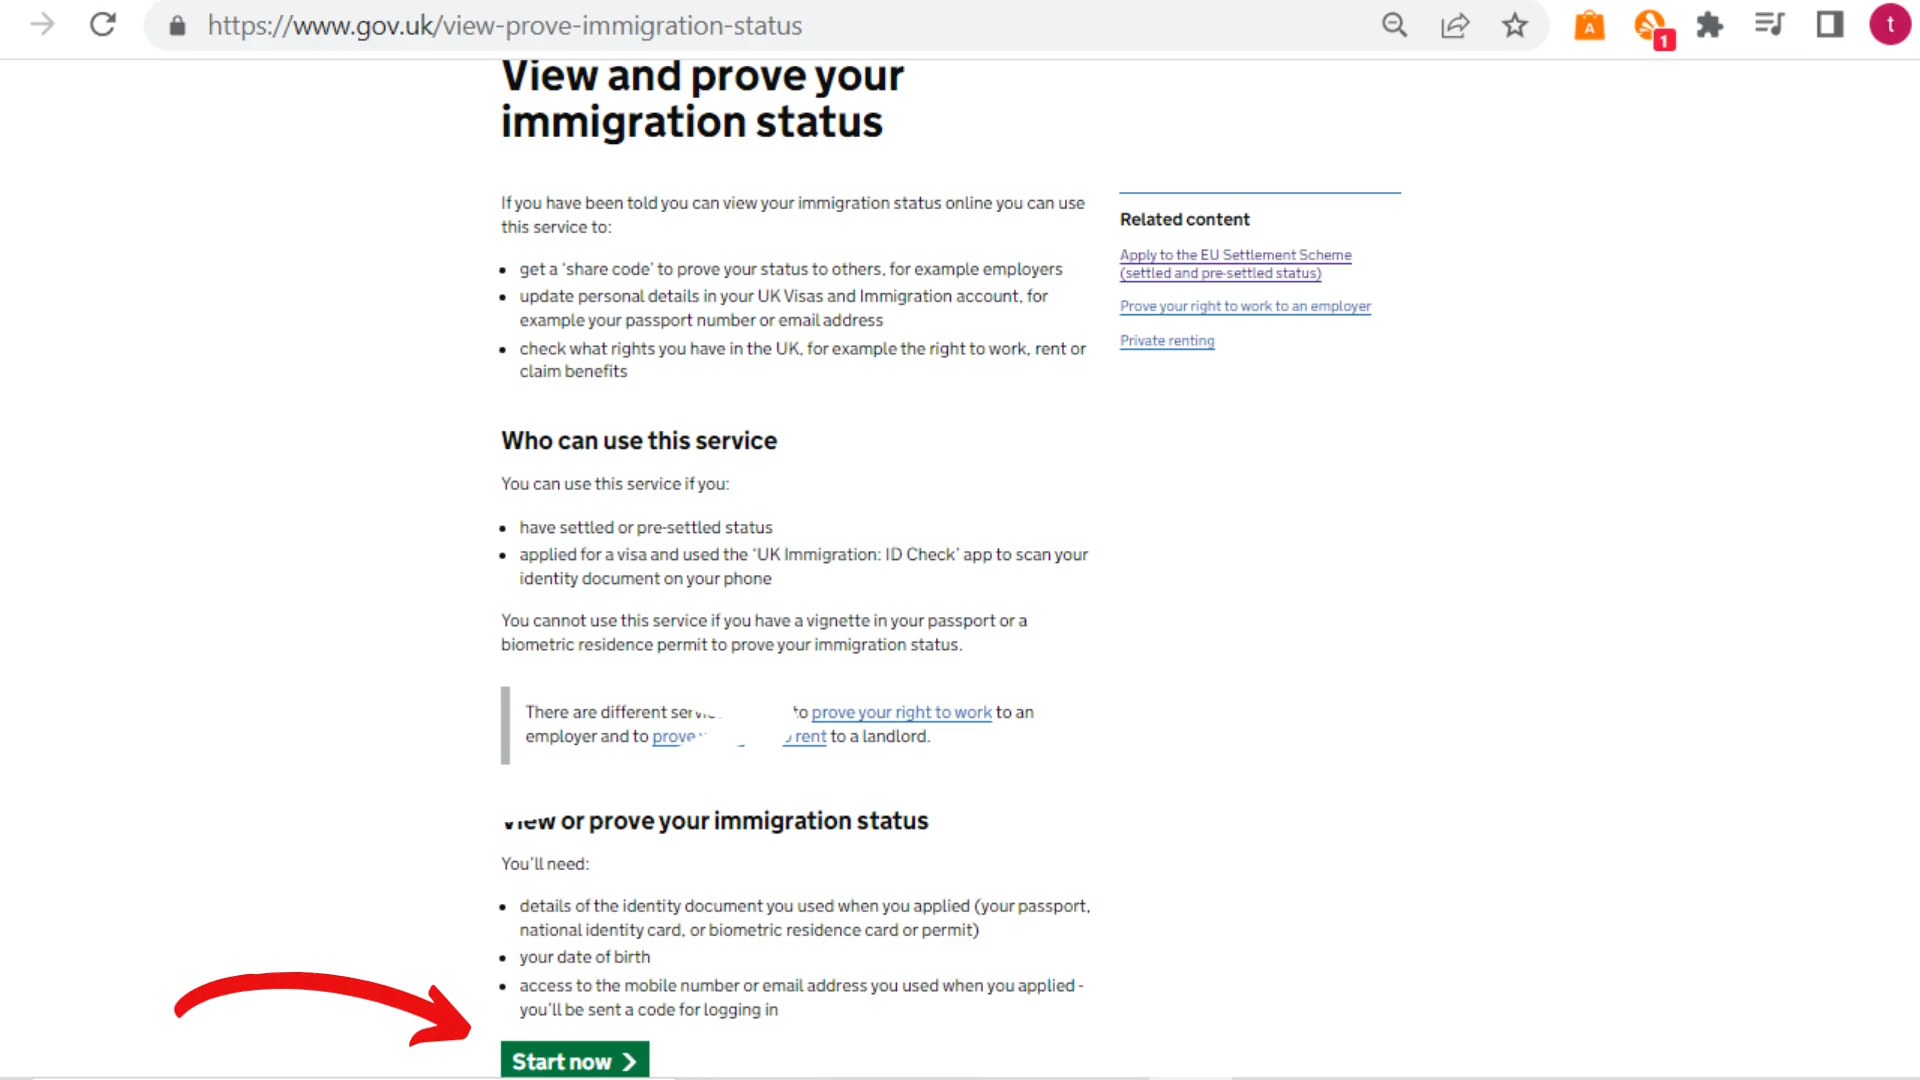 https://www.gov.uk/view-prove-immigration-status
A
1
t
View and prove your
immigration status
If you have been told you can view your immigration status online you can use
this service to:
get a ‘share code’ to prove your status to others, for example employers
update personal details in your UK Visas and Immigration account, for
example your passport number or email address
check what rights you have in the UK, for example the right to work, rent or
claim benefits
Related content
Apply to the EU Settlement Scheme
(settled and pre-settled status)
Prove your right to work to an employer
Private renting
Who can use this service
You can use this service if you:
have settled or pre-settled status
applied for a visa and used the ‘UK Immigration: ID Check’ app to scan your
identity document on your phone
You cannot use this service if you have a vignette in your passport or a
biometric residence permit to prove your immigration status.
There are different to prove your right to work to an
employer and to prove rent to a landlord.
View or prove your immigration status
You’ll need:
details of the identity document you used when you applied (your passport,
national identity card, or biometric residence card or permit)
your date of birth
access to the mobile number or email address you used when you applied -
you’ll be sent a code for logging in
Start now